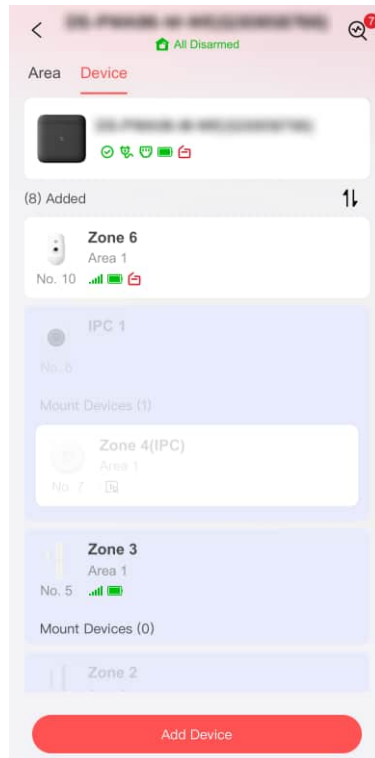 7
All Disarmed
Area Device
(8) Added
Zone 6
Area 1
No. 10
IPC 1
No. 6
Mount Devices (1)
Zone 4(IPC)
Area 1
No. 7
Zone 3
Area 1
No. 5
Mount Devices (0)
Zone 2
Add Device